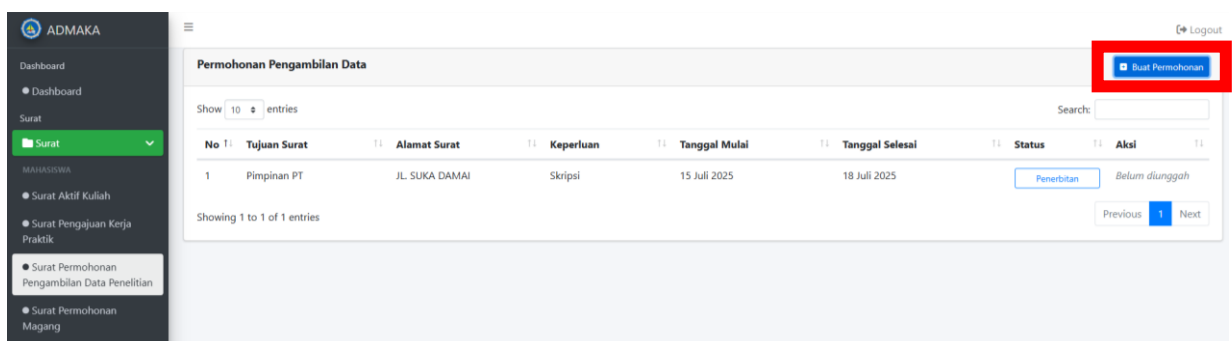 ADMAKA
Logout
Dashboard
Dashboard
Surat
Surat
MAHASISWA
Surat Aktif Kuliah
Surat Pengajuan Kerja
Praktik
Surat Permohonan
Pengambilan Data Penelitian
Surat Permohonan
Magang
Permohonan Pengambilan Data
Buat Permohonan
Show 10 entries
Search:
No Tujuan Surat Alamat Surat Keperluan Tanggal Mulai Tanggal Selesai Status Aksi
1 Pimpinan PT JL. SUKA DAMAI Skripsi 15 Juli 2025 18 Juli 2025 Penerbitan Belum diunggah
Showing 1 to 1 of 1 entries
Previous 1 Next